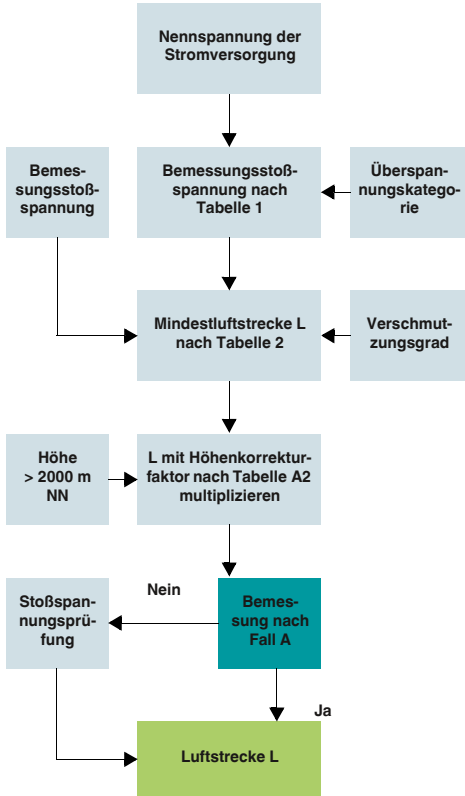 Nennspannung der
Stromversorgung
Bemes-
sungsstoß-
spannung
Bemessungsstoß-
spannung nach
Tabelle 1
Überspan-
nungskatego-
rie
Mindestluftstrecke L
nach Tabelle 2
Verschmut-
zungsgrad
Höhe
> 2000 m
NN
L mit Höhenkorrektur-
faktor nach Tabelle A2
multiplizieren
Nein
Stoßspan-
nungsprü-
fung
Bemes-
sung nach
Fall A
Ja
Luftstrecke L